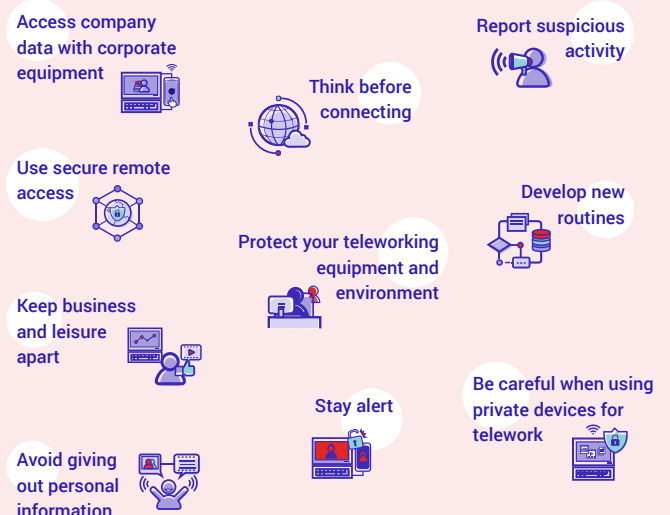 Access company
data with corporate
equipment
Use secure remote
access
Keep business
and leisure
apart
Avoid giving
out personal
information
Think before
connecting
Protect your teleworking
equipment and
environment
Stay alert
Report suspicious
activity
Develop new
routines
Be careful when using
private devices for
telework